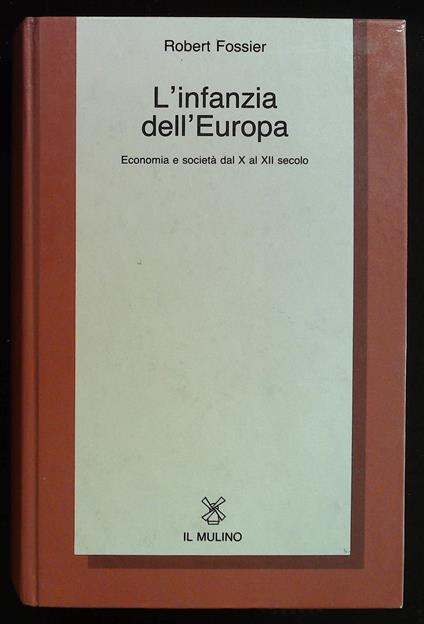 Robert Fossier
L'infanzia
dell'Europa
Economia e società dal X al XII secolo
IL MULINO